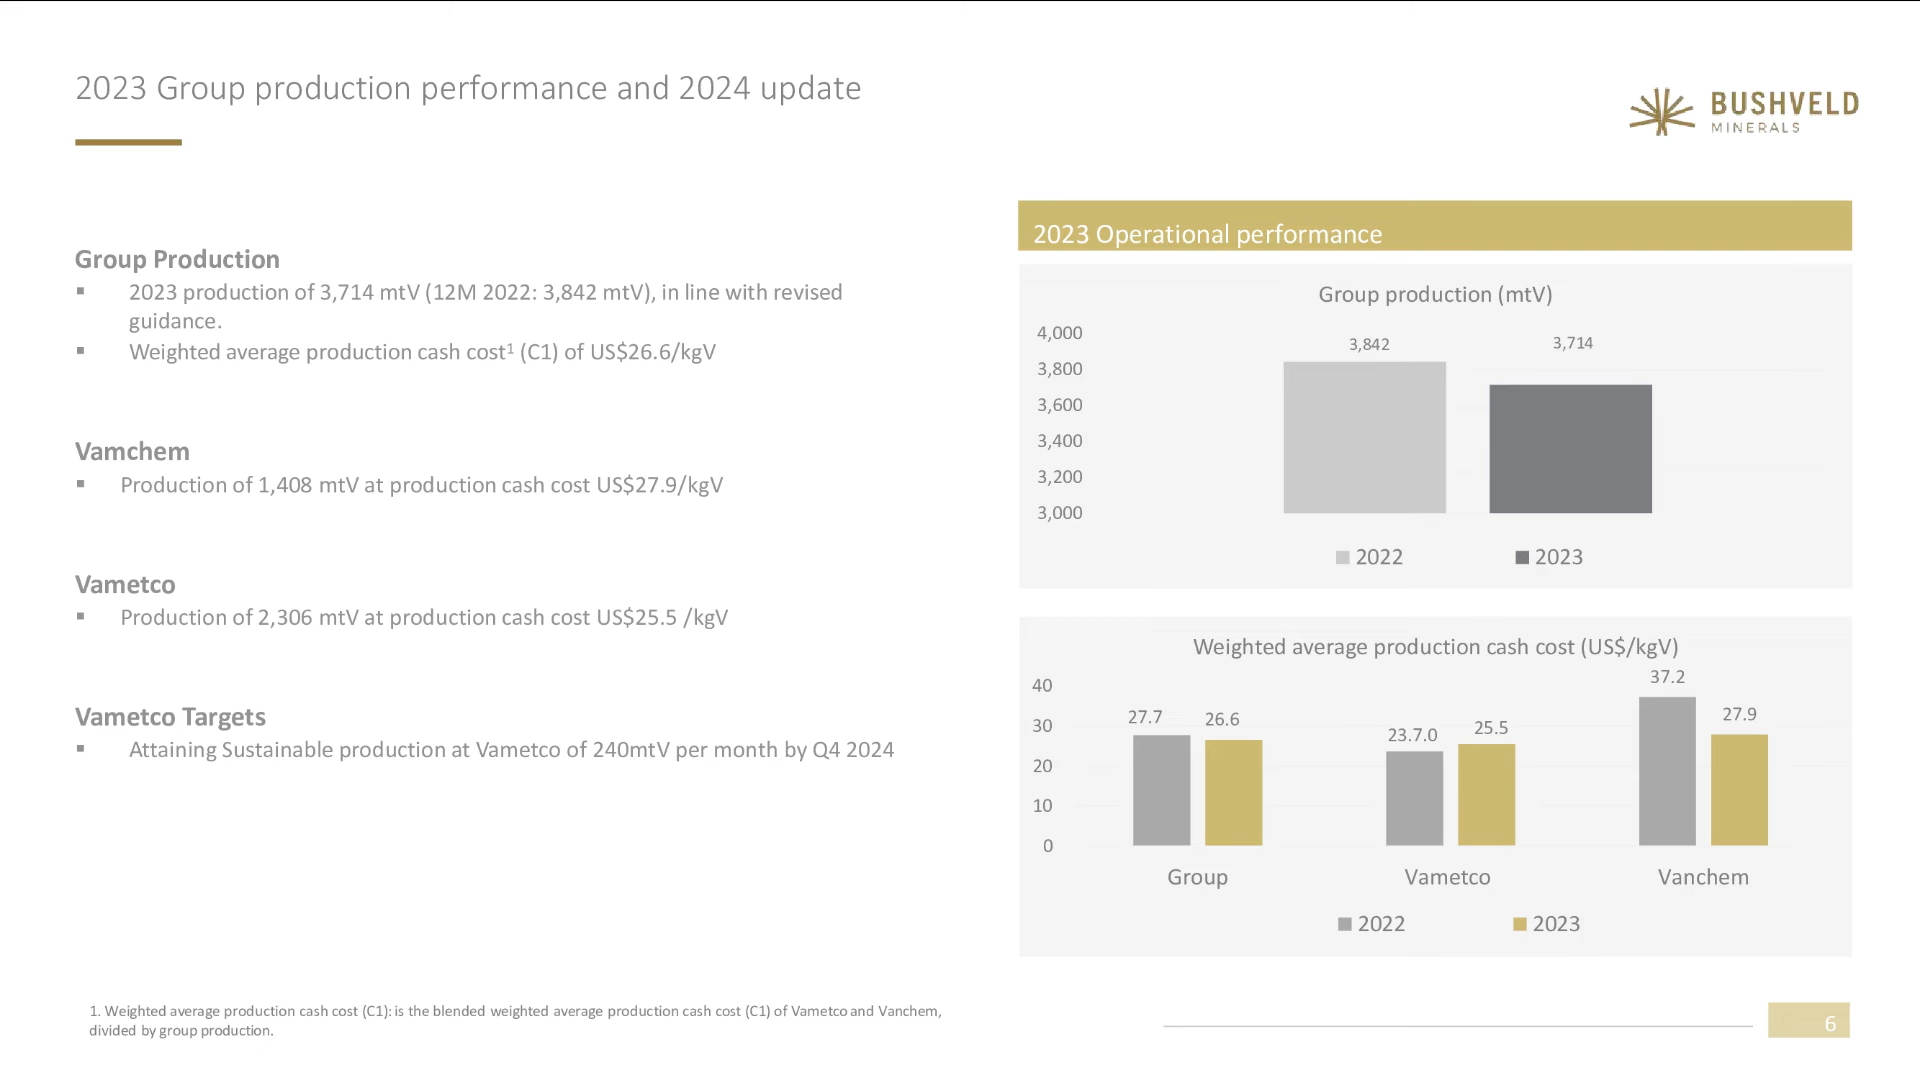 2023 Group production performance and 2024 update
BUSHVELD
MINERALS
Group Production
▪ 2023 production of 3,714 mtV (12M 2022: 3,842 mtV), in line with revised
guidance.
▪ Weighted average production cash cost¹ (C1) of US$26.6/kgV
Vamchem
▪ Production of 1,408 mtV at production cash cost US$27.9/kgV
Vametco
▪ Production of 2,306 mtV at production cash cost US$25.5 /kgV
Vametco Targets
▪ Attaining Sustainable production at Vametco of 240mtV per month by Q4 2024
2023 Operational performance
Group production (mtV)
4,000
3,800
3,600
3,400
3,200
3,000
3,842
3,714
2022 2023
Weighted average production cash cost (US$/kgV)
40
30
20
10
0
27.7 26.6 23.7.0 25.5 37.2 27.9
Group Vametco Vanchem
2022 2023
1. Weighted average production cash cost (C1): is the blended weighted average production cash cost (C1) of Vametco and Vanchem,
divided by group production.
6